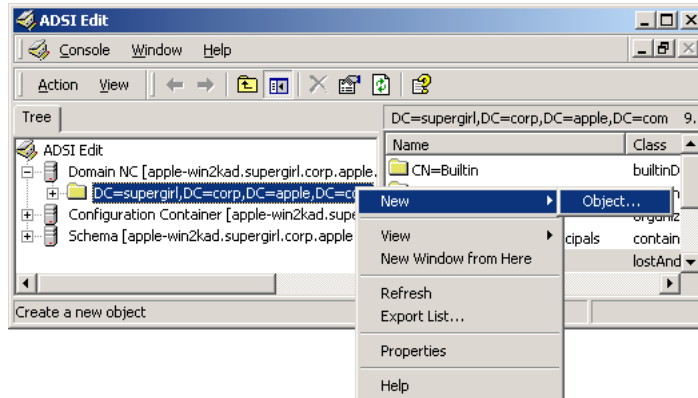 ADSI Edit
Console Window Help
Action View
Tree
DC=supergirl,DC=corp,DC=apple,DC=com 9.
Name Class
ADSI Edit
Domain NC [apple-win2kad.supergirl.corp.apple.
CN=Builtin builtinD
DC=supergirl,DC=corp,DC=apple,DC=co
Configuration Container [apple-win2kad.supe
Schema [apple-win2kad.supergirl.corp.apple
New
Object...
organiz
View
cipals contain
New Window from Here
lostAnd
Refresh
Export List...
Properties
Help
Create a new object